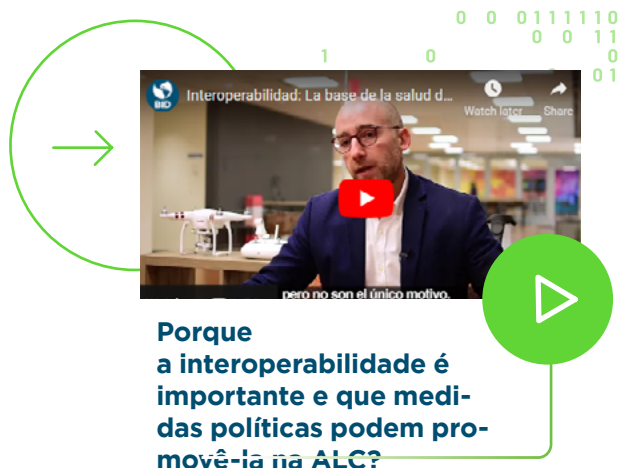 0 0 0111110
0 0 11
1 0 0
0 1
BID
Interoperabilidad: La base de la salud d...
Watch later
Share
pero no son el único motivo.
Porque
a interoperabilidade é
importante e que medi-
das políticas podem pro-
movê-la na ALC?